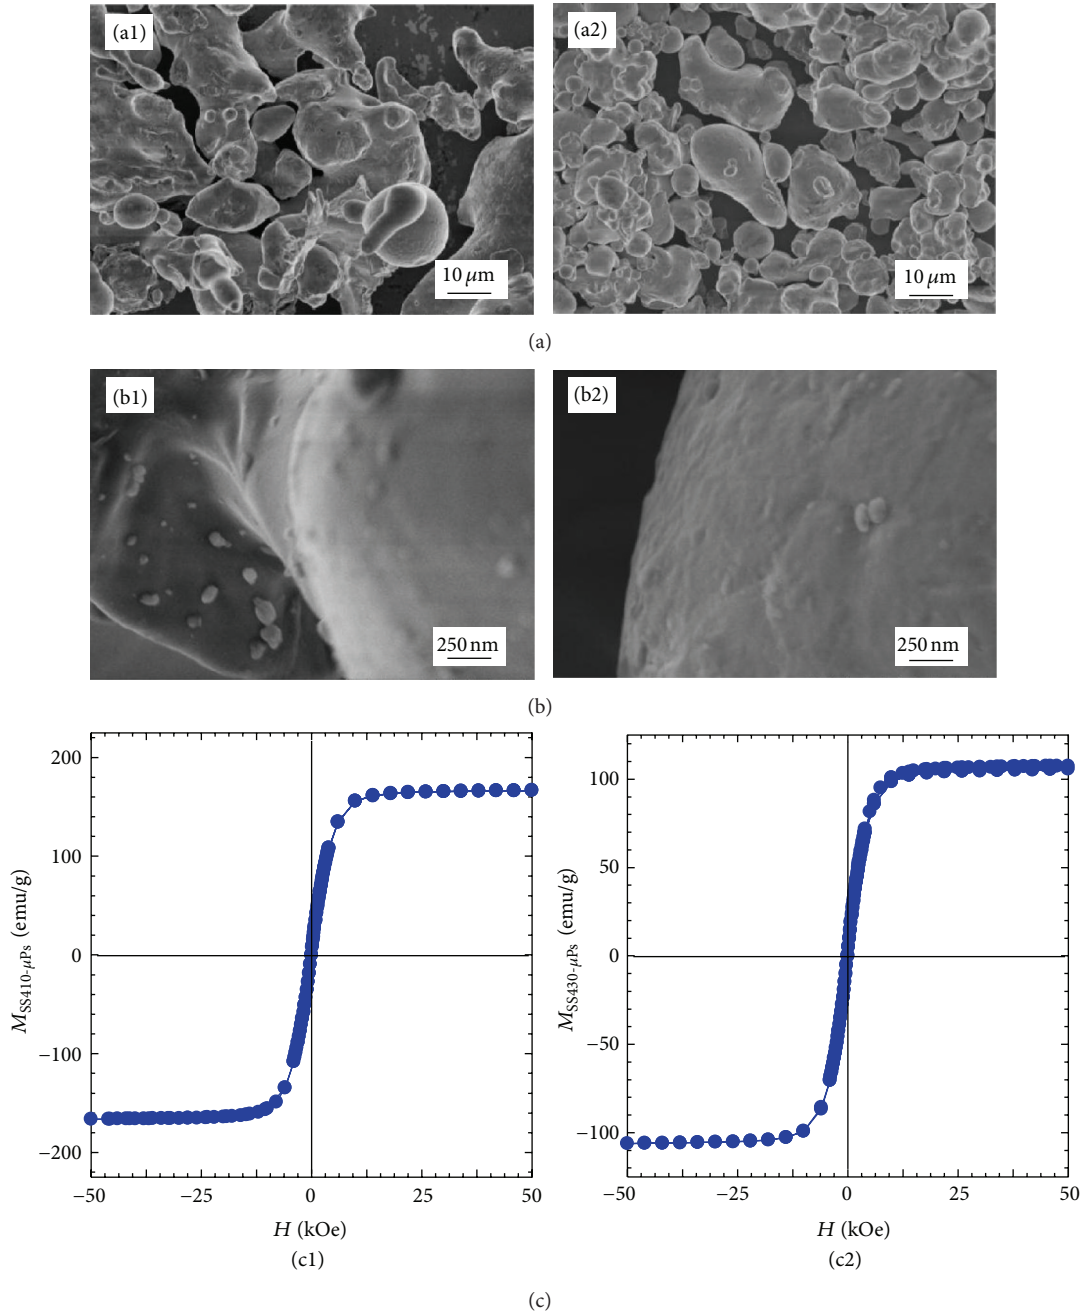 (a1)
(a2)
10 μm
10 μm
(a)
(b1)
(b2)
250 nm
250 nm
(b)
200
100
0
−100
−200
M_SS410-μPs (emu/g)
−50
−25
0
25
50
H (kOe)
(c1)
100
50
0
−50
−100
M_SS430-μPs (emu/g)
−50
−25
0
25
50
H (kOe)
(c2)
(c)